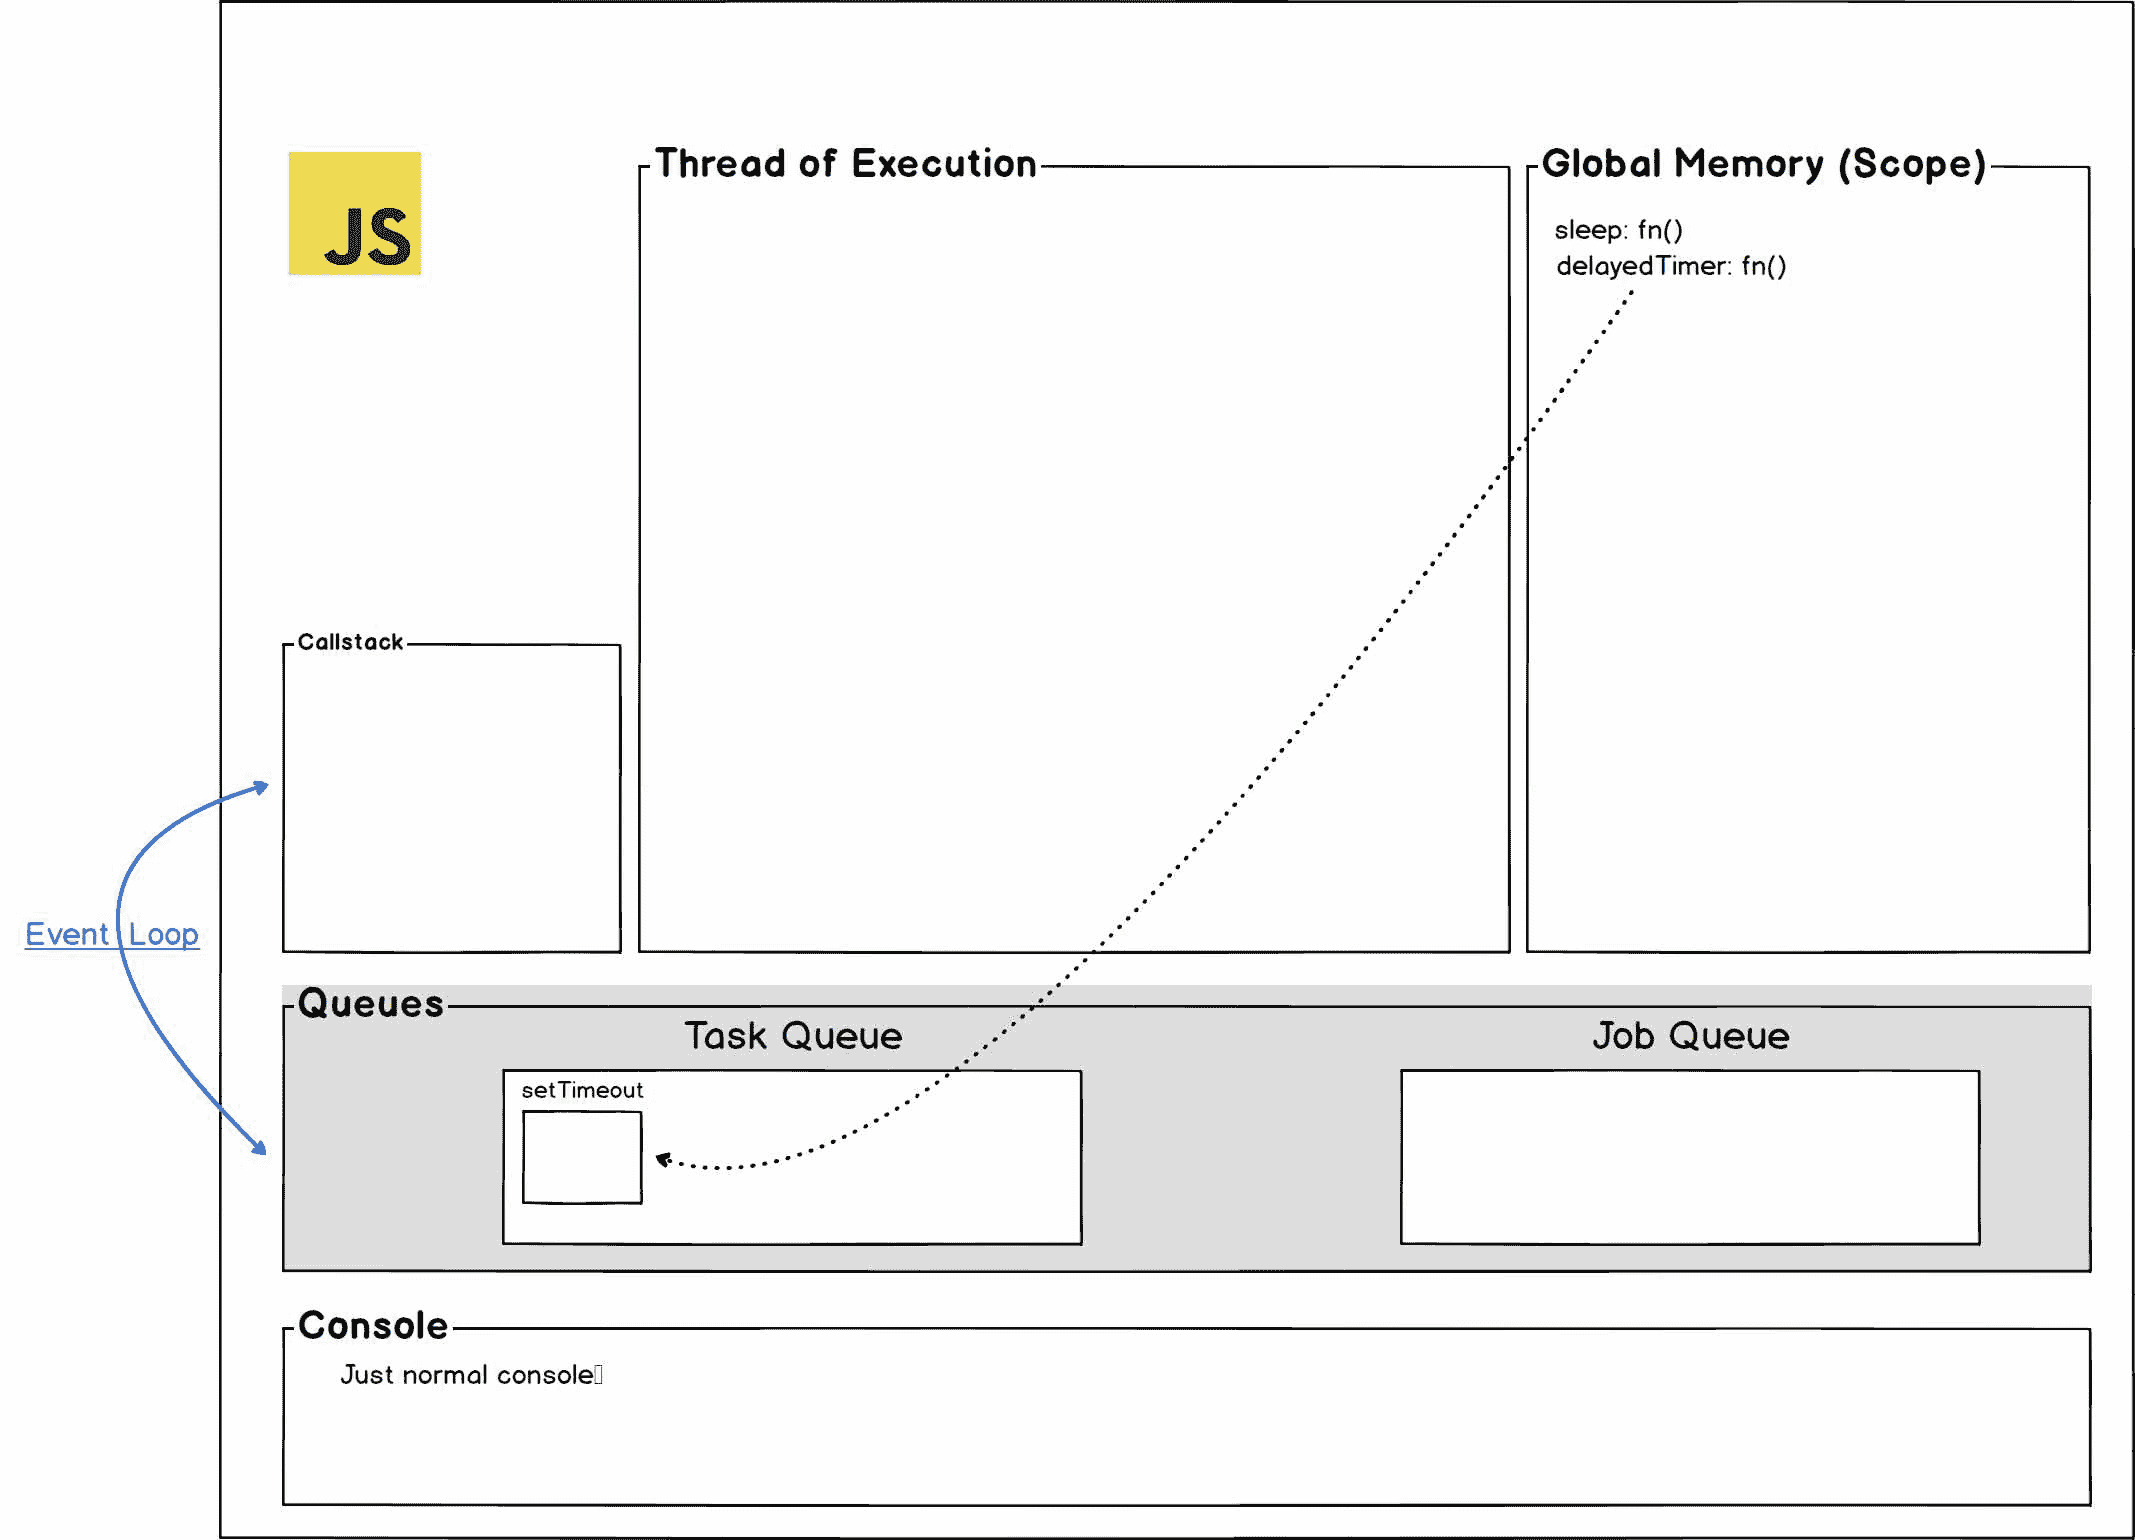 Thread of Execution
Global Memory (Scope)
sleep: fn()
delayedTimer: fn()
JS
Callstack
Event Loop
Queues
Task Queue
Job Queue
setTimeout
Console
Just normal console